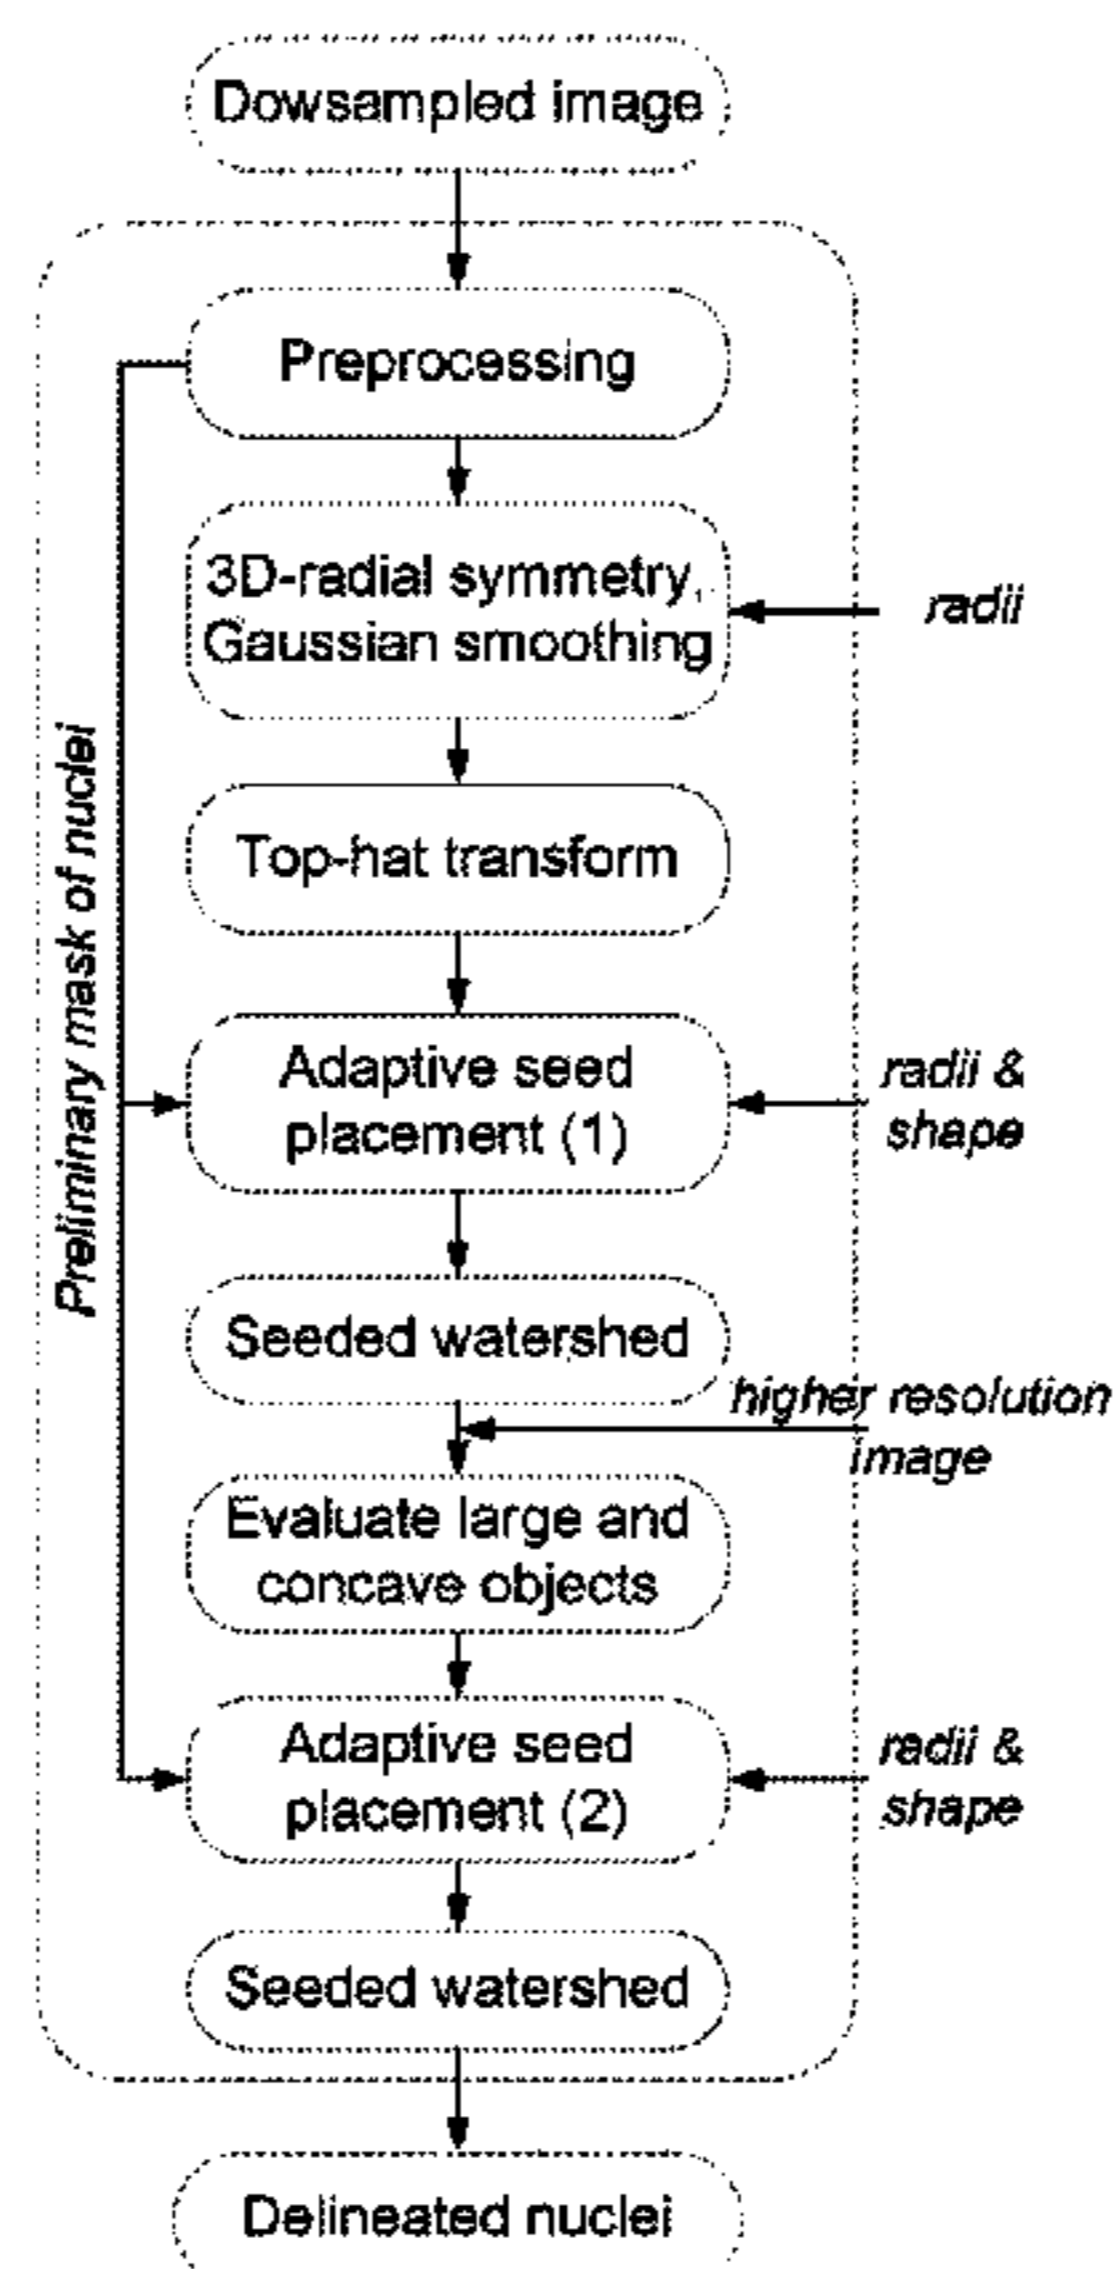 Dowsampled image
Preprocessing
3D-radial symmetry,
Gaussian smoothing
radii
Top-hat transform
Preliminary mask of nuclei
Adaptive seed
placement (1)
radii &
shape
Seeded watershed
higher resolution
image
Evaluate large and
concave objects
Adaptive seed
placement (2)
radii &
shape
Seeded watershed
Delineated nuclei